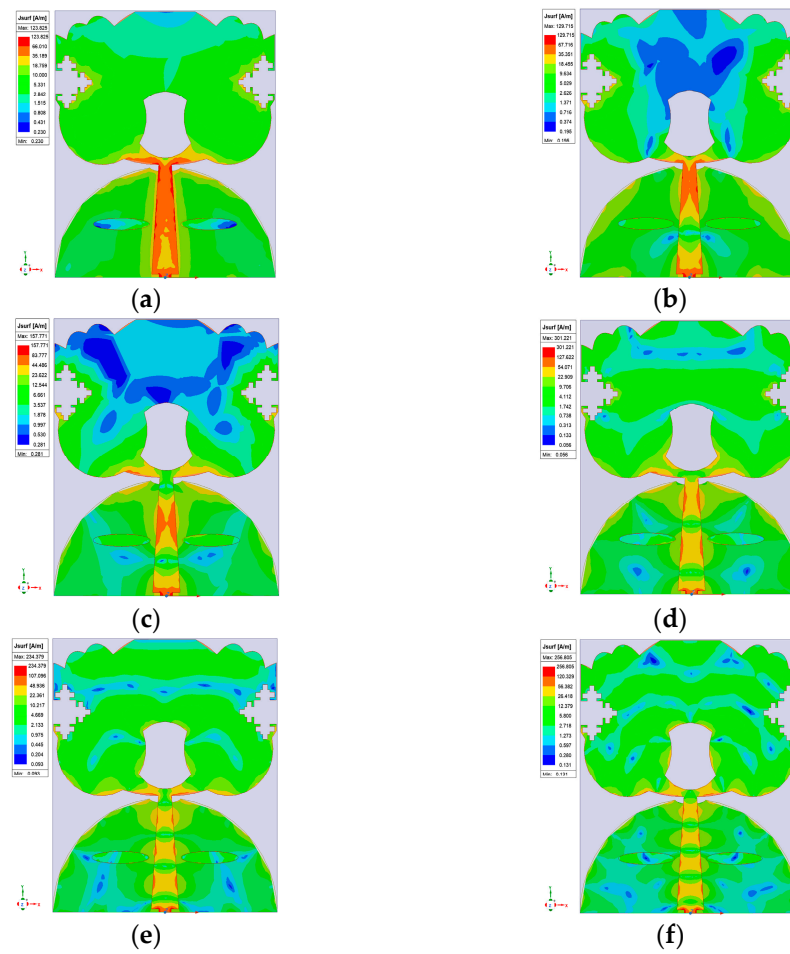 Jsurf [A/m]
Max: 123.825
123.825
66.010
35.189
18.759
10.000
5.331
2.842
1.515
0.808
0.431
0.230
Min: 0.230
(a)
Jsurf [A/m]
Max: 129.715
129.715
67.716
35.351
18.455
9.634
5.029
2.626
1.371
0.716
0.374
0.195
Min: 0.195
(b)
Jsurf [A/m]
Max: 157.771
157.771
83.777
44.486
23.622
12.544
6.661
3.537
1.878
0.997
0.530
0.281
Min: 0.281
(c)
Jsurf [A/m]
Max: 301.221
301.221
127.622
54.071
22.909
9.706
4.112
1.742
0.738
0.313
0.133
0.056
Min: 0.056
(d)
Jsurf [A/m]
Max: 234.379
234.379
107.096
48.936
22.361
10.217
4.669
2.133
0.975
0.445
0.204
0.093
Min: 0.093
(e)
Jsurf [A/m]
Max: 256.805
256.805
120.329
56.382
26.418
12.379
5.800
2.718
1.273
0.597
0.280
0.131
Min: 0.131
(f)